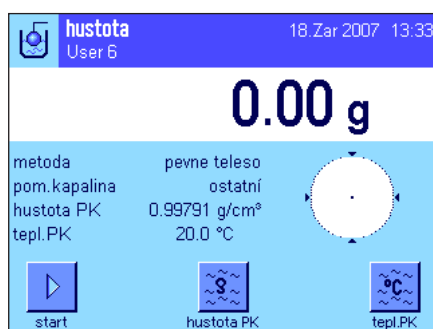 hustota 18.Zar 2007 13:33
User 6
0.00 g
metoda pevne teleso
pom.kapalina ostatní
hustota PK 0.99791 g/cm³
tepl.PK 20.0 °C
°C
start hustota PK tepl.PK